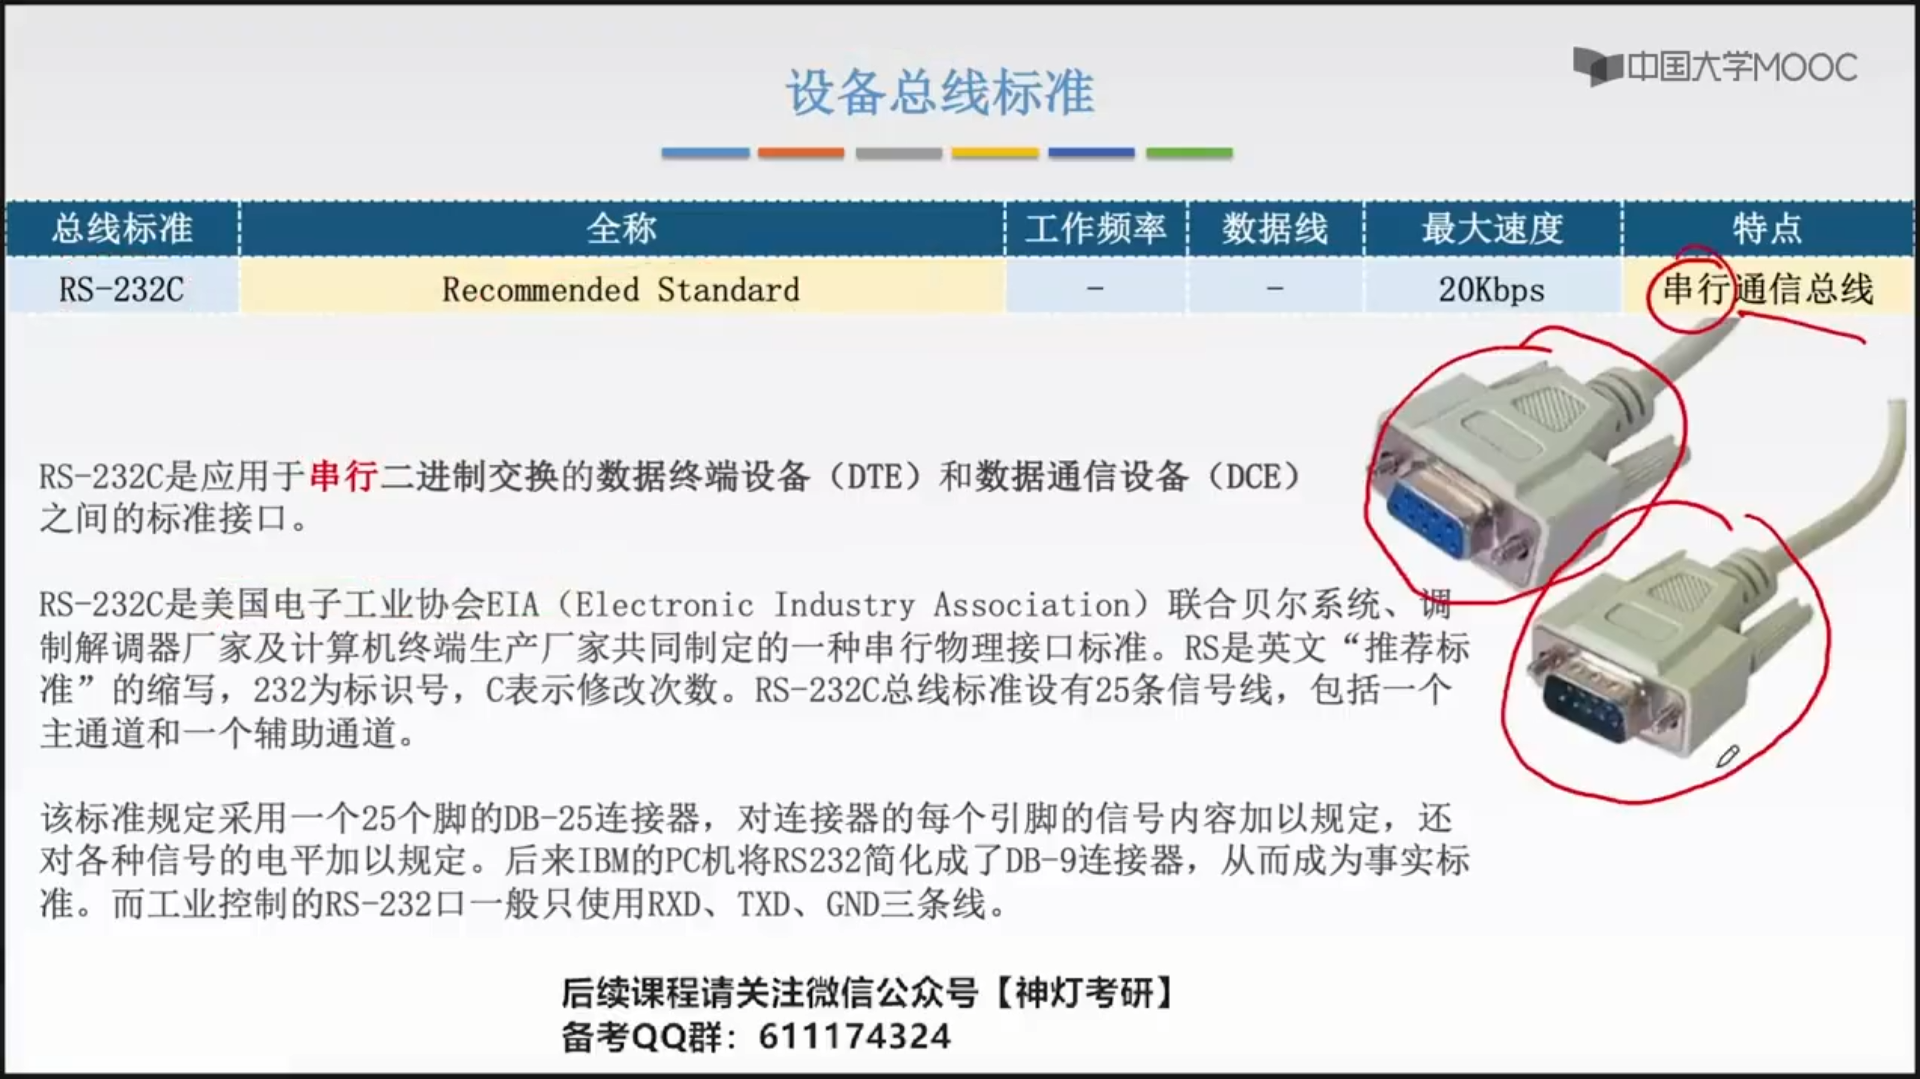 中国大学MOOC
设备总线标准
总线标准 全称 工作频率 数据线 最大速度 特点
RS-232C Recommended Standard - - 20Kbps 串行通信总线
RS-232C是应用于串行二进制交换的数据终端设备（DTE）和数据通信设备（DCE）
之间的标准接口。
RS-232C是美国电子工业协会EIA（Electronic Industry Association）联合贝尔系统、调
制解调器厂家及计算机终端生产厂家共同制定的一种串行物理接口标准。RS是英文“推荐标
准”的缩写，232为标识号，C表示修改次数。RS-232C总线标准设有25条信号线，包括一个
主通道和一个辅助通道。
该标准规定采用一个25个脚的DB-25连接器，对连接器的每个引脚的信号内容加以规定，还
对各种信号的电平加以规定。后来IBM的PC机将RS232简化成了DB-9连接器，从而成为事实标
准。而工业控制的RS-232口一般只使用RXD、TXD、GND三条线。
后续课程请关注微信公众号【神灯考研】
备考QQ群：611174324